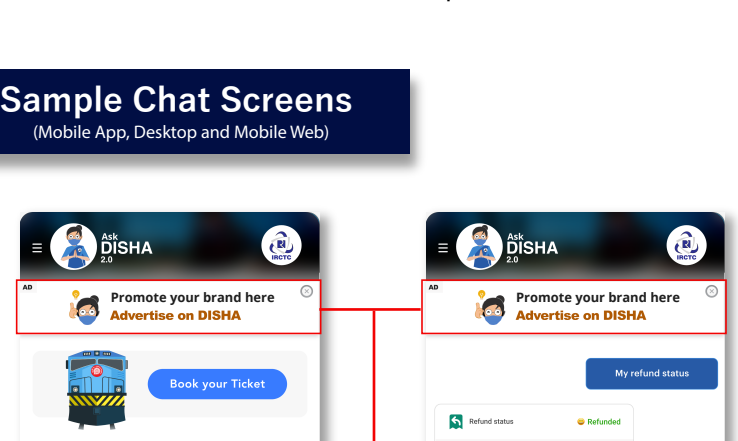 Sample Chat Screens
(Mobile App, Desktop and Mobile Web)
Ask
DISHA
2.0
IRCTC
AD
Promote your brand here
Advertise on DISHA
Book your Ticket
Ask
DISHA
2.0
IRCTC
AD
Promote your brand here
Advertise on DISHA
My refund status
Refund status
Refunded